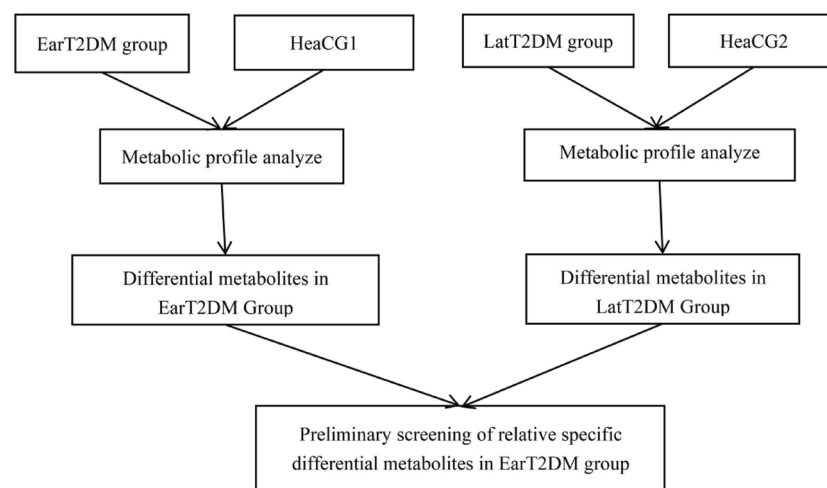 EarT2DM group
HeaCG1
LatT2DM group
HeaCG2
Metabolic profile analyze
Metabolic profile analyze
Differential metabolites in
EarT2DM Group
Differential metabolites in
LatT2DM Group
Preliminary screening of relative specific
differential metabolites in EarT2DM group